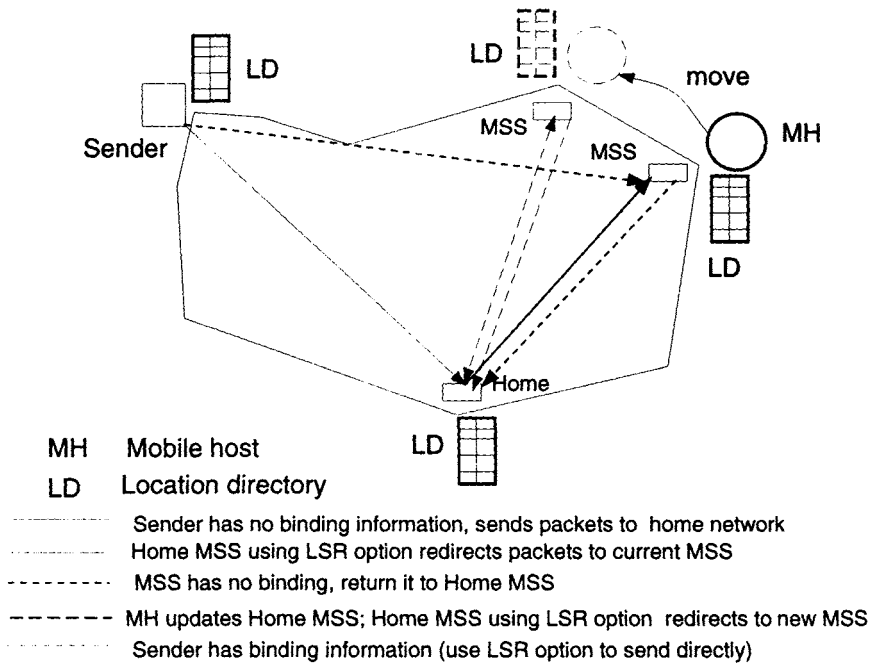 LD
Sender
LD
move
MSS
MSS
MH
LD
Home
LD
MH Mobile host
LD Location directory
Sender has no binding information, sends packets to home network
Home MSS using LSR option redirects packets to current MSS
MSS has no binding, return it to Home MSS
MH updates Home MSS; Home MSS using LSR option redirects to new MSS
Sender has binding information (use LSR option to send directly)